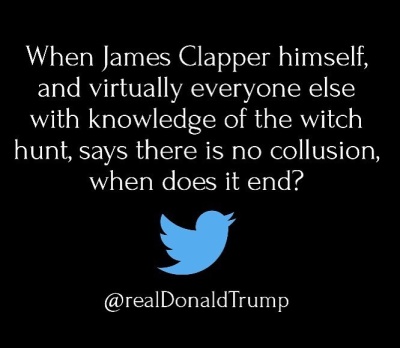 When James Clapper himself,
and virtually everyone else
with knowledge of the witch
hunt, says there is no collusion,
when does it end?
@realDonaldTrump